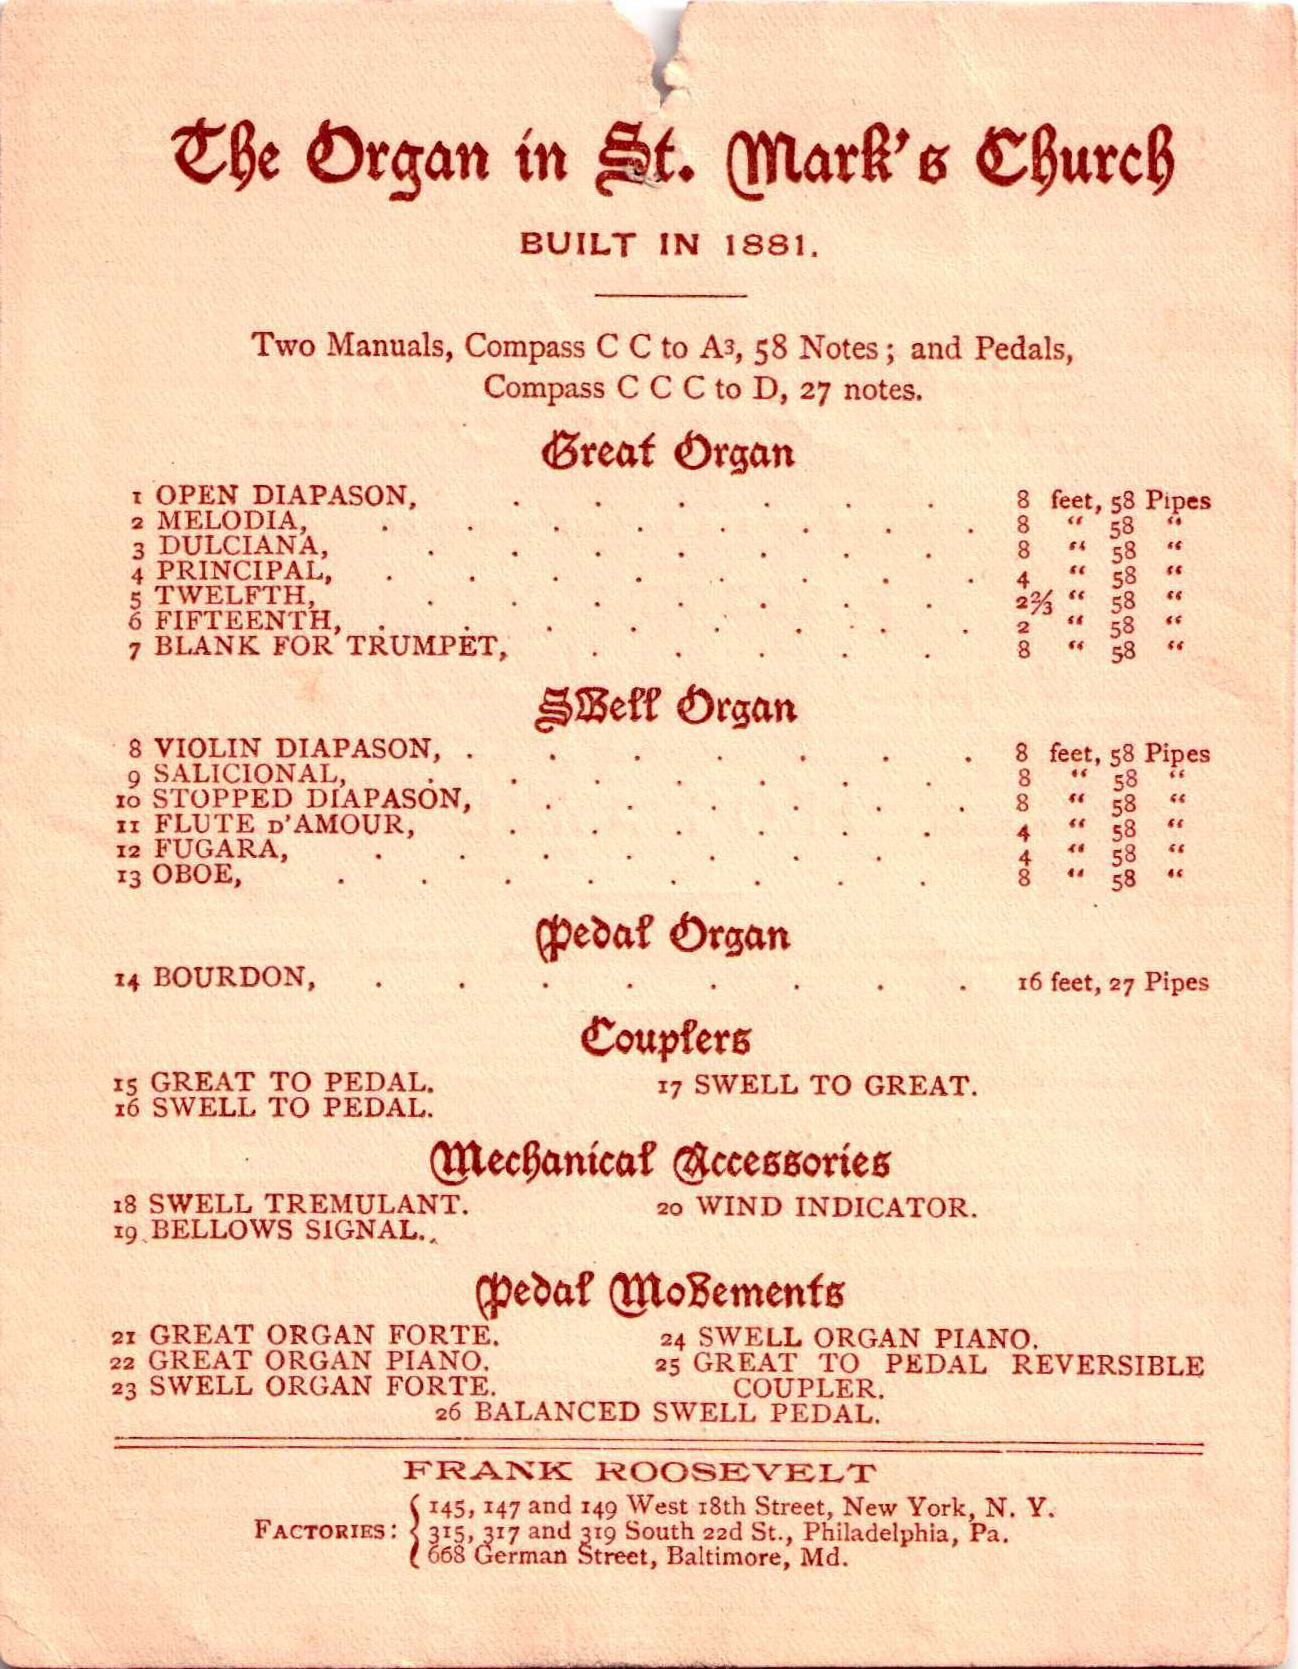 The Organ in St. Mark's Church
BUILT IN 1881.
Two Manuals, Compass C C to A3, 58 Notes; and Pedals,
Compass C C C to D, 27 notes.
Great Organ
1 OPEN DIAPASON, . . . . . . 8 feet, 58 Pipes
2 MELODIA, . . . . . . . . 8 " 58 "
3 DULCIANA, . . . . . . . 8 " 58 "
4 PRINCIPAL, . . . . . . . . 4 " 58 "
5 TWELFTH, . . . . . . . 2⅔ " 58 "
6 FIFTEENTH, . . . . . . . . 2 " 58 "
7 BLANK FOR TRUMPET, . . . . . 8 " 58 "
Swell Organ
8 VIOLIN DIAPASON, . . . . . . . 8 feet, 58 Pipes
9 SALICIONAL, . . . . . . . 8 " 58 "
10 STOPPED DIAPASON, . . . . . . 8 " 58 "
11 FLUTE D'AMOUR, . . . . . . 4 " 58 "
12 FUGARA, . . . . . . . 4 " 58 "
13 OBOE, . . . . . . . . 8 " 58 "
Pedal Organ
14 BOURDON, . . . . . . . . 16 feet, 27 Pipes
Couplers
15 GREAT TO PEDAL. 17 SWELL TO GREAT.
16 SWELL TO PEDAL.
Mechanical Accessories
18 SWELL TREMULANT. 20 WIND INDICATOR.
19 BELLOWS SIGNAL.
Pedal Movements
21 GREAT ORGAN FORTE. 24 SWELL ORGAN PIANO.
22 GREAT ORGAN PIANO. 25 GREAT TO PEDAL REVERSIBLE
23 SWELL ORGAN FORTE. COUPLER.
26 BALANCED SWELL PEDAL.
FRANK ROOSEVELT
145, 147 and 149 West 18th Street, New York, N. Y.
FACTORIES: 315, 317 and 319 South 22d St., Philadelphia, Pa.
668 German Street, Baltimore, Md.